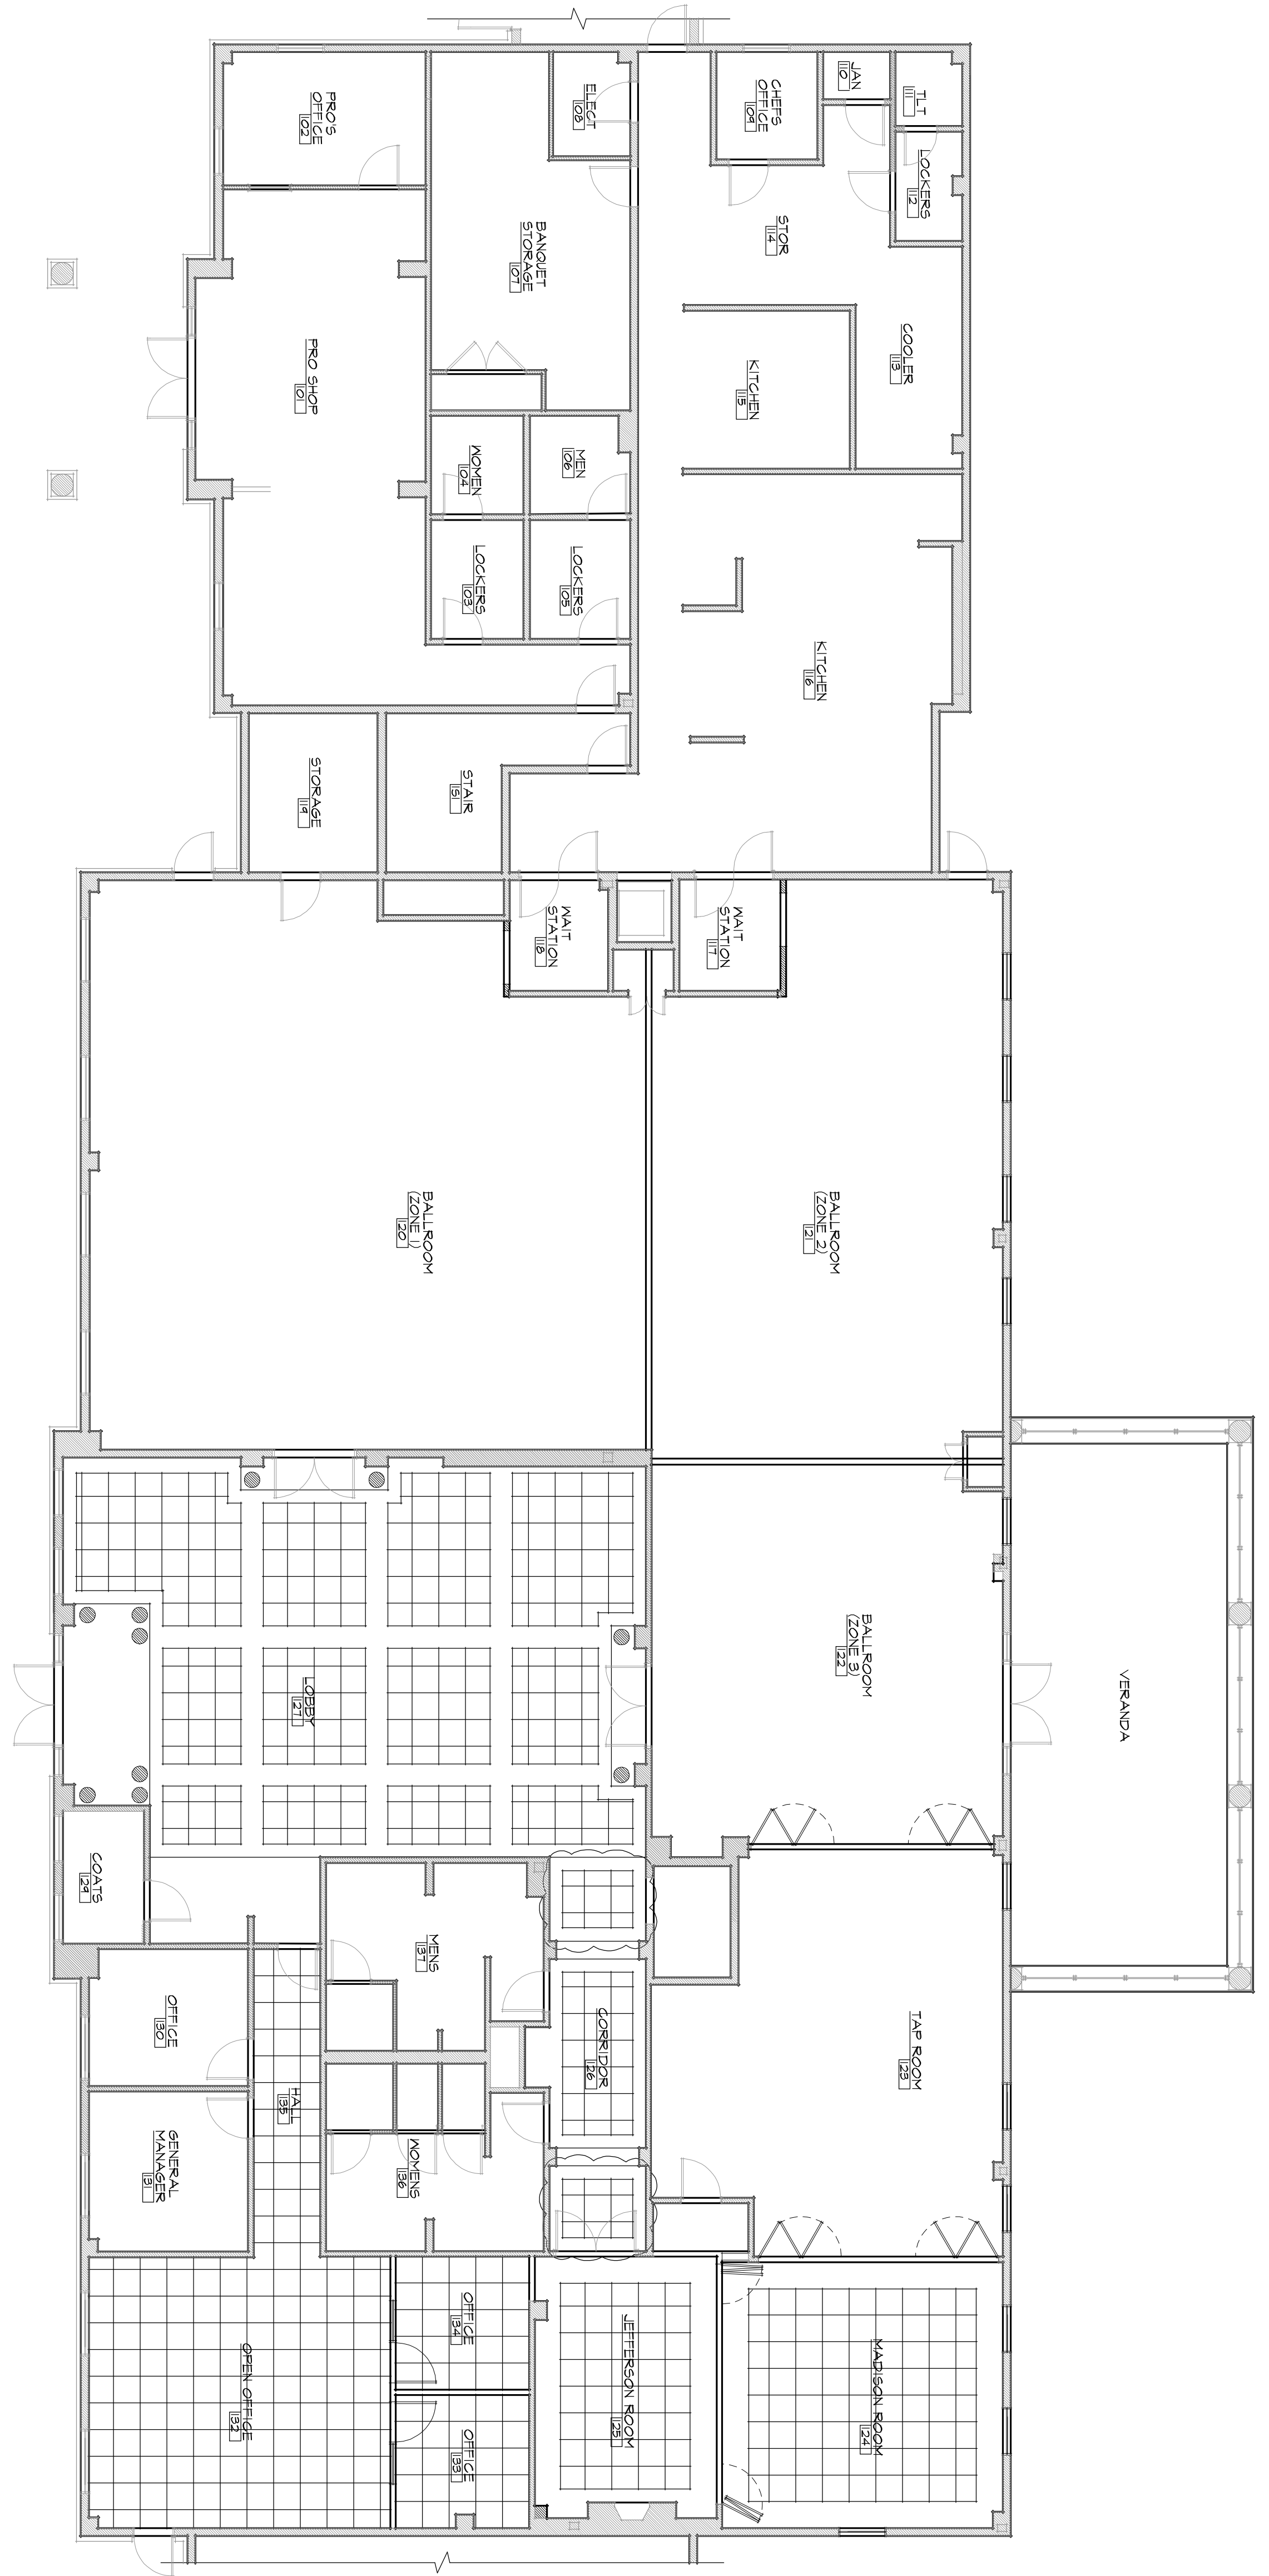 PRO'S
OFFICE
102
ELECT
108
CHEFS
OFFICE
109
JAN
110
TLT
111
LOCKERS
112
STOR
114
BANQUET
STORAGE
107
COOLER
113
PRO SHOP
101
KITCHEN
115
WOMEN
104
MEN
106
LOCKERS
103
LOCKERS
105
KITCHEN
116
STORAGE
119
STAIR
151
WAIT
STATION
118
WAIT
STATION
117
BALLROOM
(ZONE 1)
120
BALLROOM
(ZONE 2)
121
BALLROOM
(ZONE 3)
122
VERANDA
LOBBY
127
COATS
129
MENS
137
CORRIDOR
126
TAP ROOM
123
OFFICE
130
HALL
135
GENERAL
MANAGER
131
WOMENS
136
OPEN OFFICE
132
OFFICE
134
OFFICE
133
JEFFERSON ROOM
125
MADISON ROOM
124